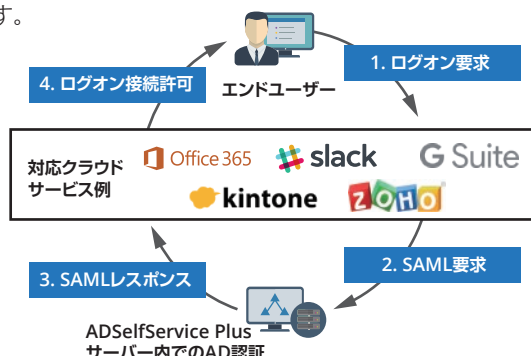 す。
1. ログオン要求
4. ログオン接続許可
エンドユーザー
対応クラウド
サービス例
Office 365
slack
G Suite
kintone
ZOHO
2. SAML要求
3. SAMLレスポンス
ADSelfService Plus
サーバー内でのAD認証